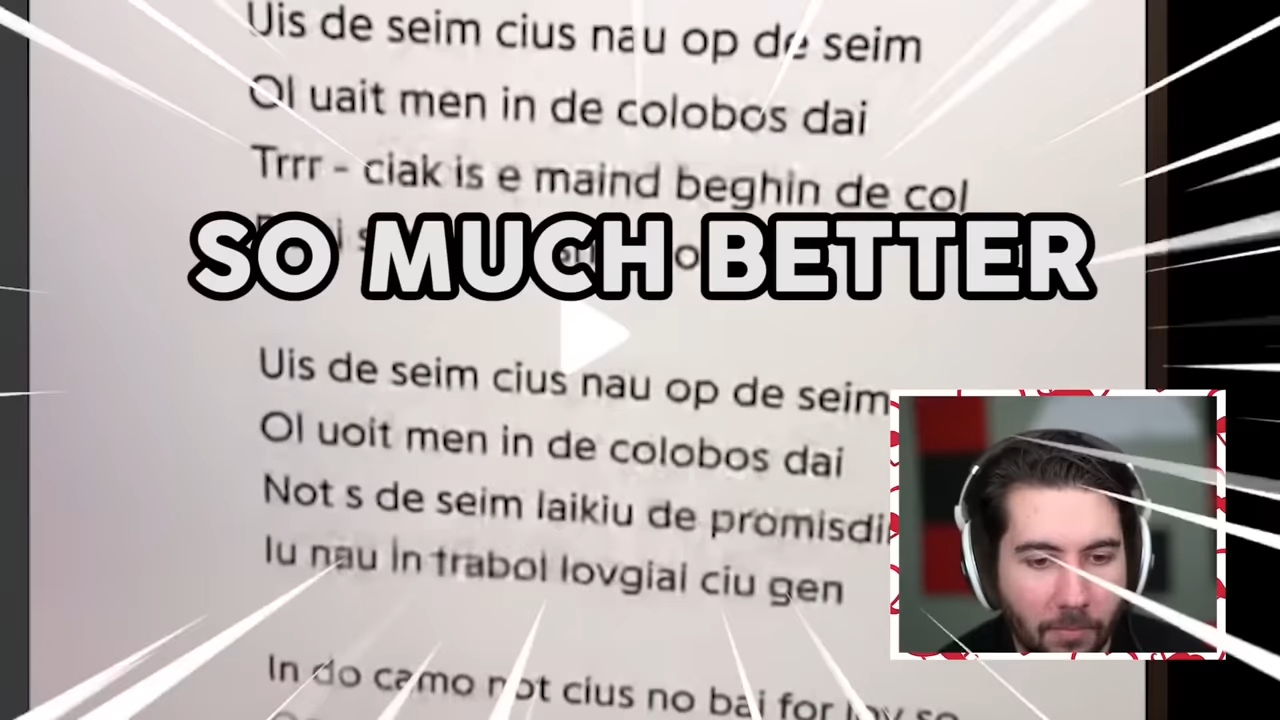 Uis de seim cius nau op de seim
Ol uait men in de colobos dai
Trrr - ciak is e maind beghin de col
SO MUCH BETTER
Uis de seim cius nau op de seim
Ol uoit men in de colobos dai
Not s de seim laikiu de promisdi
Iu nau in trabol lovgiai ciu gen
In do camo not cius no bai for